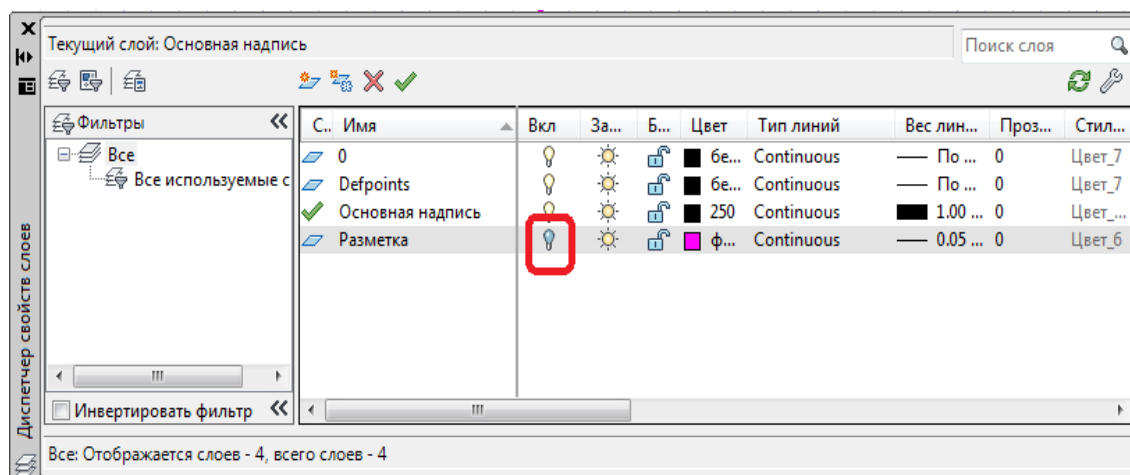 Текущий слой: Основная надпись
Поиск слоя
Фильтры
С.. Имя Вкл За... Б... Цвет Тип линий Вес лин... Проз... Стил...
Все
Все используемые с
0 бе... Continuous По ... 0 Цвет_7
Defpoints бе... Continuous По ... 0 Цвет_7
Основная надпись 250 Continuous 1.00 ... 0 Цвет_...
Разметка ф... Continuous 0.05 ... 0 Цвет_6
Инвертировать фильтр
Диспетчер свойств слоев
Все: Отображается слоев - 4, всего слоев - 4